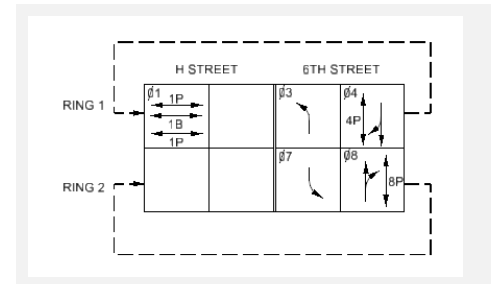 H STREET 6TH STREET
RING 1
Ø1 1P
1B
1P
Ø3
Ø4
4P
RING 2
Ø7
Ø8
8P